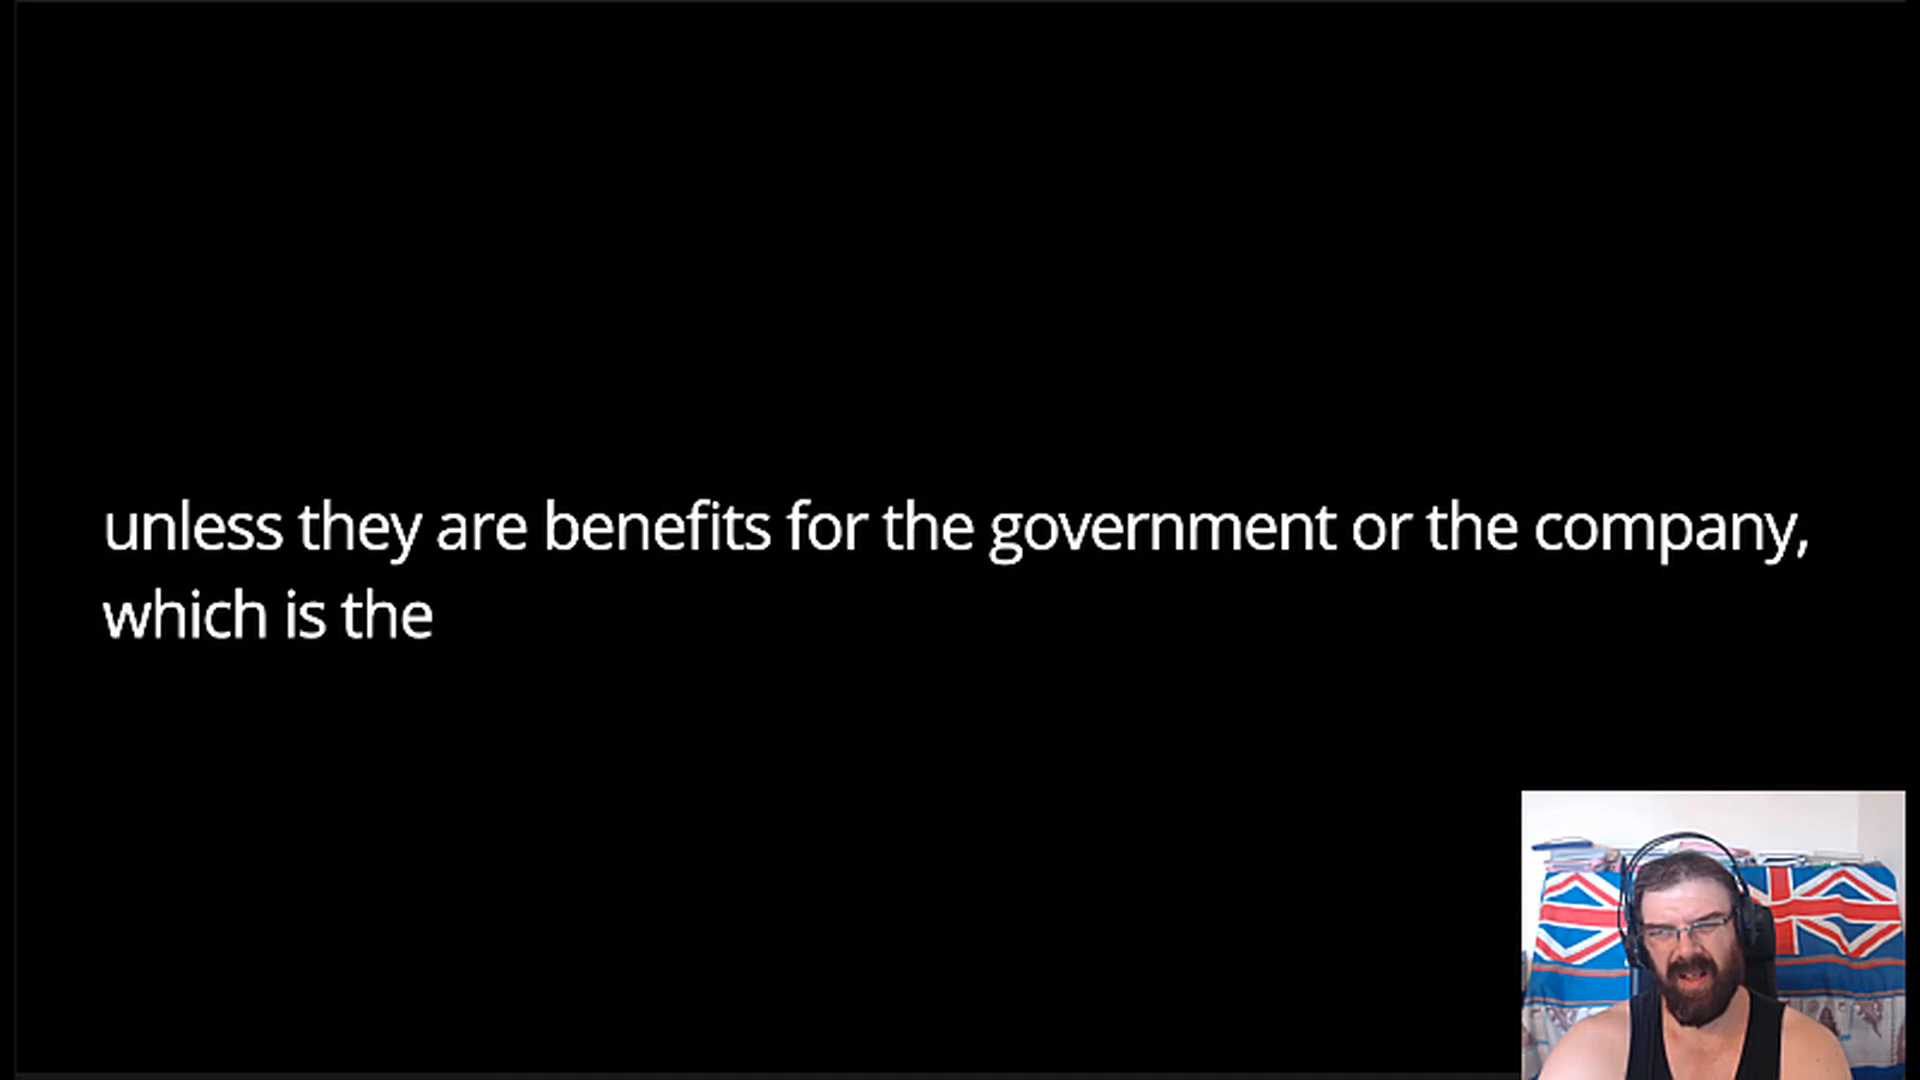 unless they are benefits for the government or the company,
which is the